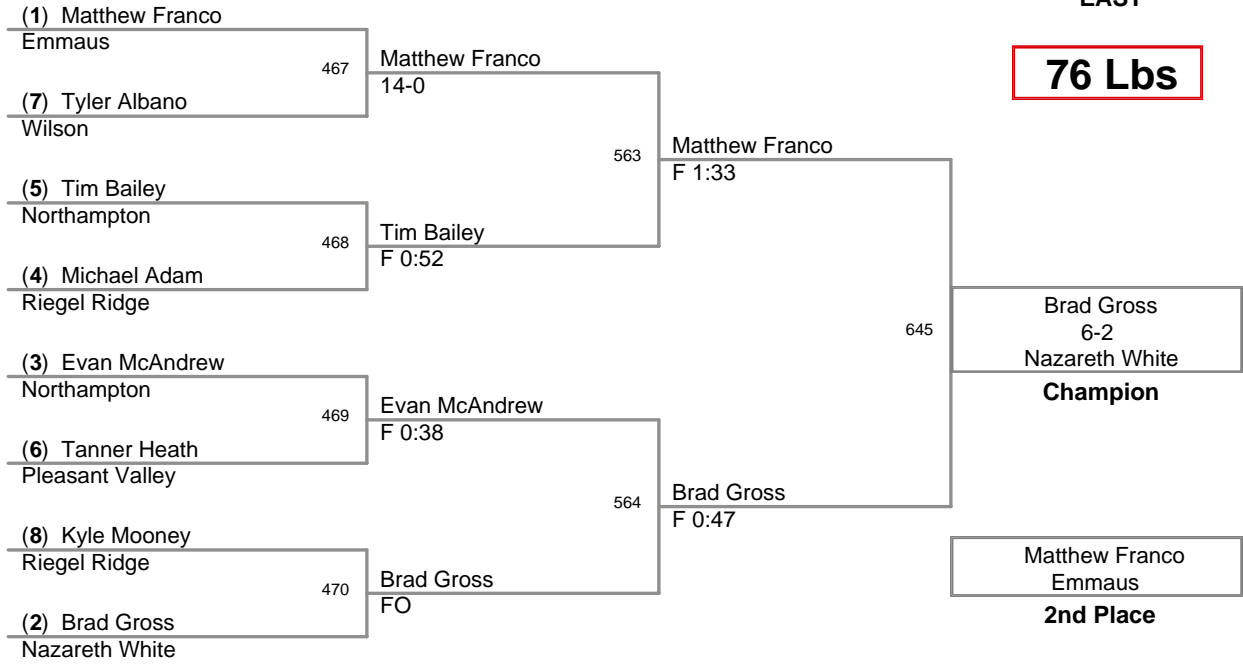 EAST
76 Lbs
(1) Matthew Franco
Emmaus
467
(7) Tyler Albano
Wilson
Matthew Franco
14-0
(5) Tim Bailey
Northampton
468
(4) Michael Adam
Riegel Ridge
Tim Bailey
F 0:52
563
Matthew Franco
F 1:33
(3) Evan McAndrew
Northampton
469
(6) Tanner Heath
Pleasant Valley
Evan McAndrew
F 0:38
(8) Kyle Mooney
Riegel Ridge
470
(2) Brad Gross
Nazareth White
Brad Gross
FO
564
Brad Gross
F 0:47
645
Brad Gross
6-2
Nazareth White
Champion
Matthew Franco
Emmaus
2nd Place